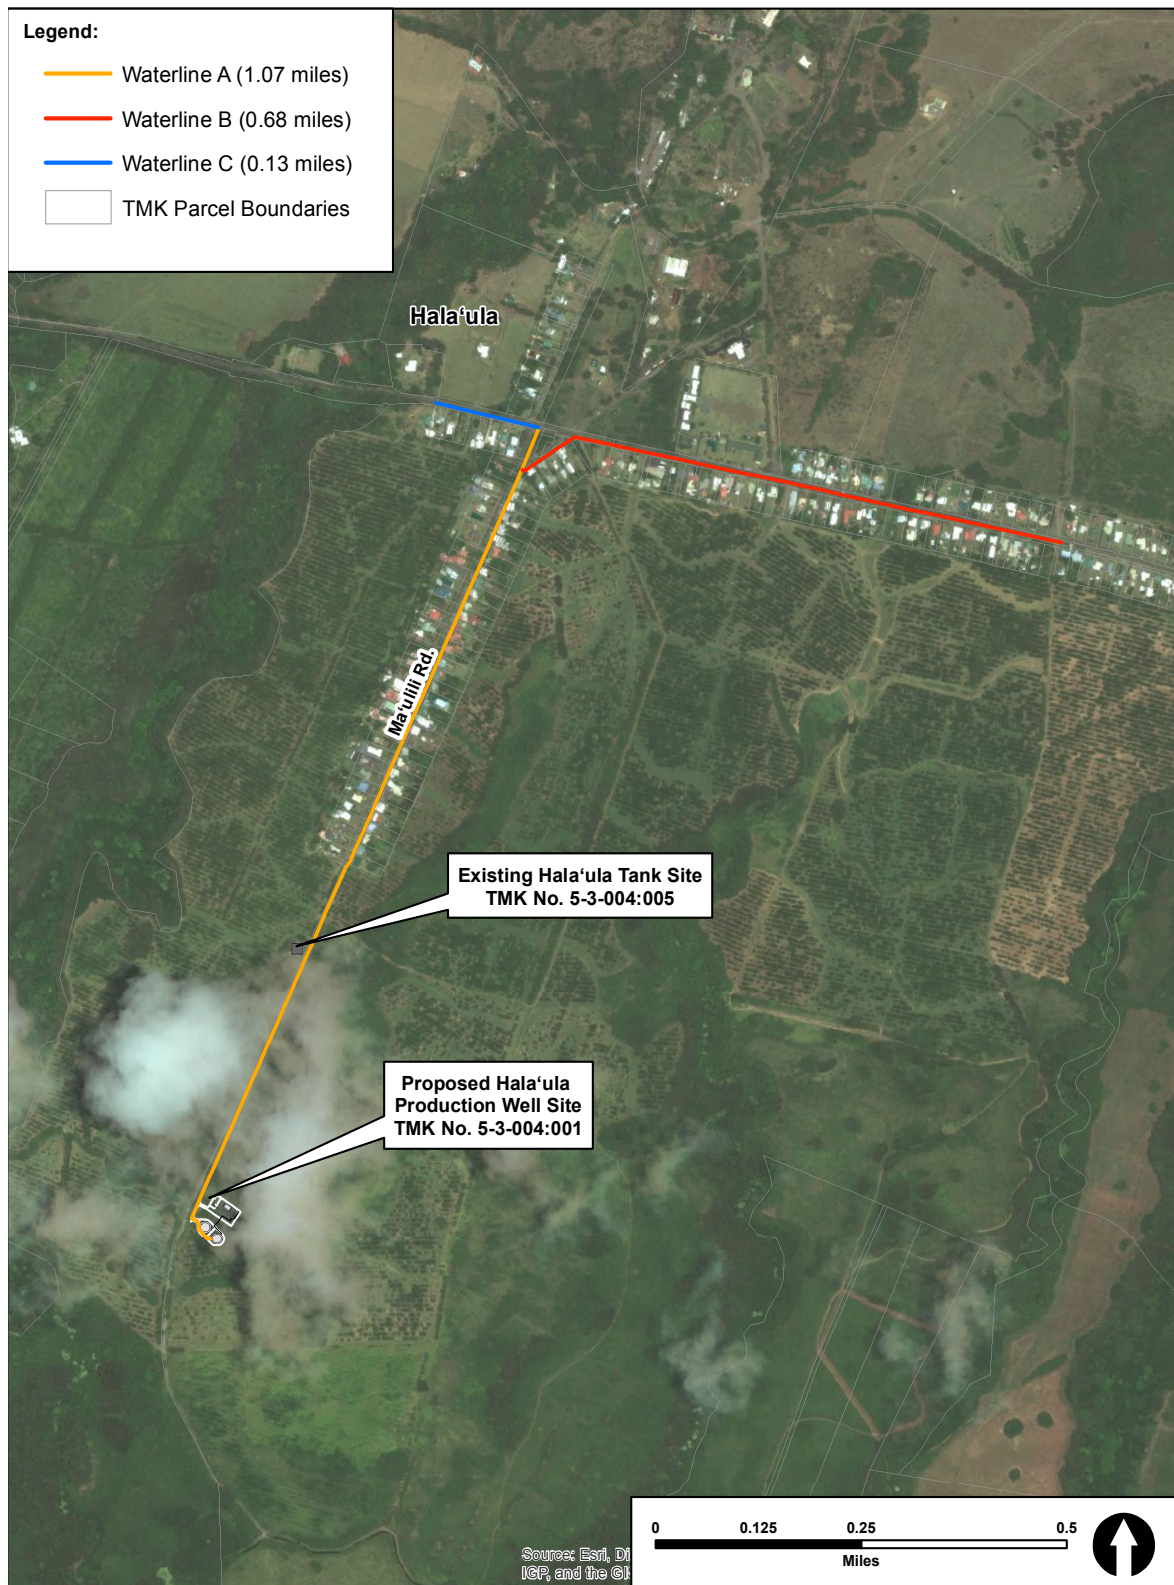 Legend:
Waterline A (1.07 miles)
Waterline B (0.68 miles)
Waterline C (0.13 miles)
TMK Parcel Boundaries
Hala‘ula
Ma‘ulili Rd.
Existing Hala‘ula Tank Site
TMK No. 5-3-004:005
Proposed Hala‘ula
Production Well Site
TMK No. 5-3-004:001
0 0.125 0.25 0.5
Miles
Source: Esri, Di
IGP, and the GI